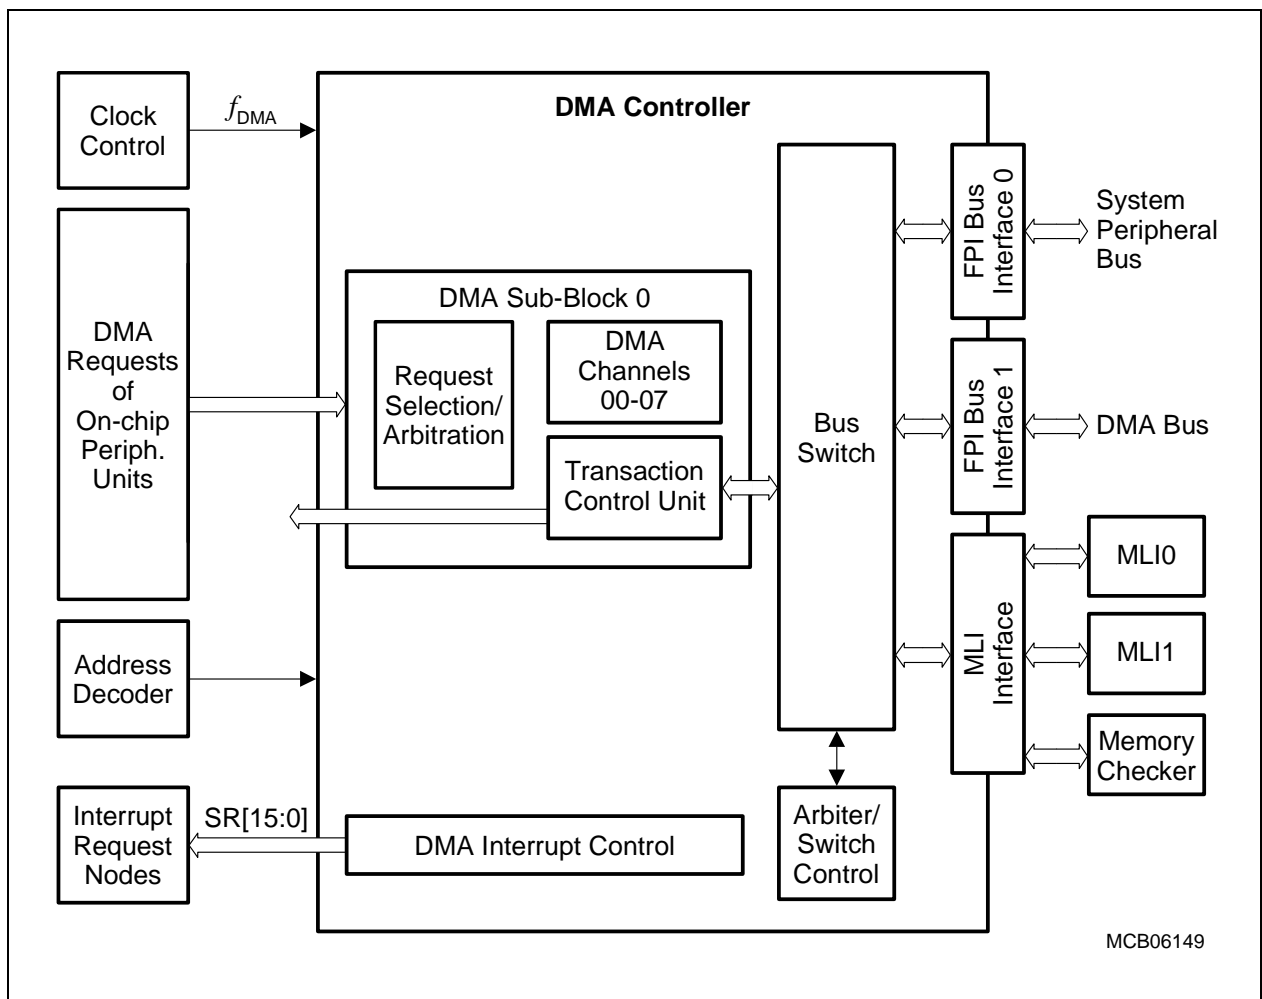 DMA Controller
Clock
Control
fDMA
DMA
Requests
of
On-chip
Periph.
Units
DMA Sub-Block 0
Request
Selection/
Arbitration
DMA
Channels
00-07
Transaction
Control Unit
Bus
Switch
FPI Bus
Interface 0
System
Peripheral
Bus
FPI Bus
Interface 1
DMA Bus
MLI
Interface
MLI0
MLI1
Memory
Checker
Address
Decoder
Interrupt
Request
Nodes
SR[15:0]
DMA Interrupt Control
Arbiter/
Switch
Control
MCB06149